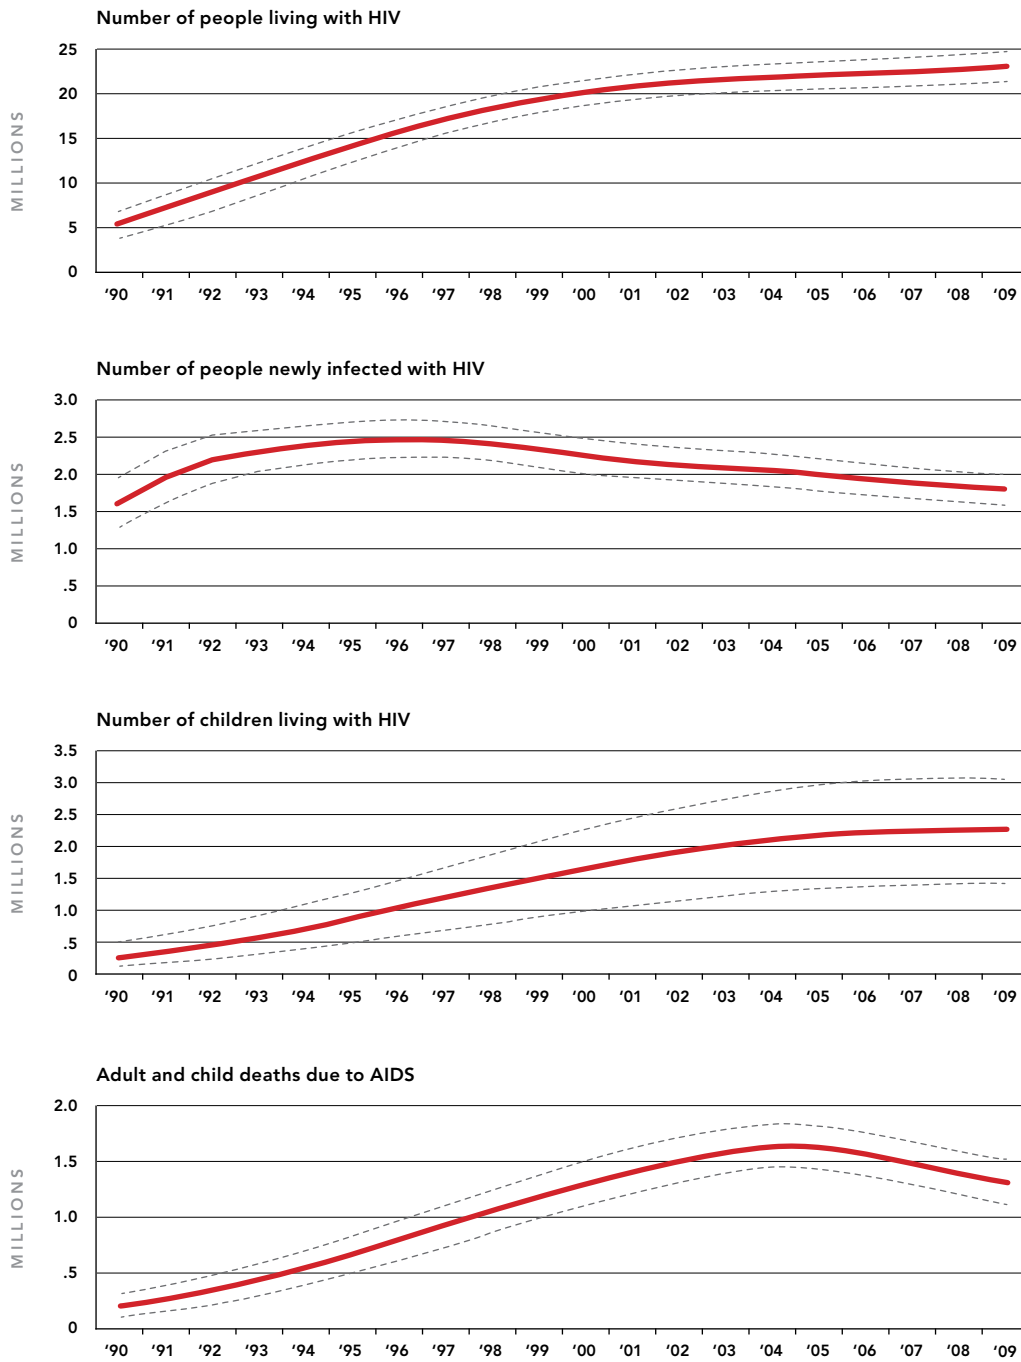 Number of people living with HIV
25
20
15
10
5
0
MILLIONS
‘90 ‘91 ‘92 ‘93 ‘94 ‘95 ‘96 ‘97 ‘98 ‘99 ‘00 ‘01 ‘02 ‘03 ‘04 ‘05 ‘06 ‘07 ‘08 ‘09
Number of people newly infected with HIV
3.0
2.5
2.0
1.5
1.0
.5
0
MILLIONS
‘90 ‘91 ‘92 ‘93 ‘94 ‘95 ‘96 ‘97 ‘98 ‘99 ‘00 ‘01 ‘02 ‘03 ‘04 ‘05 ‘06 ‘07 ‘08 ‘09
Number of children living with HIV
3.5
3.0
2.5
2.0
1.5
1.0
.5
0
MILLIONS
‘90 ‘91 ‘92 ‘93 ‘94 ‘95 ‘96 ‘97 ‘98 ‘99 ‘00 ‘01 ‘02 ‘03 ‘04 ‘05 ‘06 ‘07 ‘08 ‘09
Adult and child deaths due to AIDS
2.0
1.5
1.0
.5
0
MILLIONS
‘90 ‘91 ‘92 ‘93 ‘94 ‘95 ‘96 ‘97 ‘98 ‘99 ‘00 ‘01 ‘02 ‘03 ‘04 ‘05 ‘06 ‘07 ‘08 ‘09